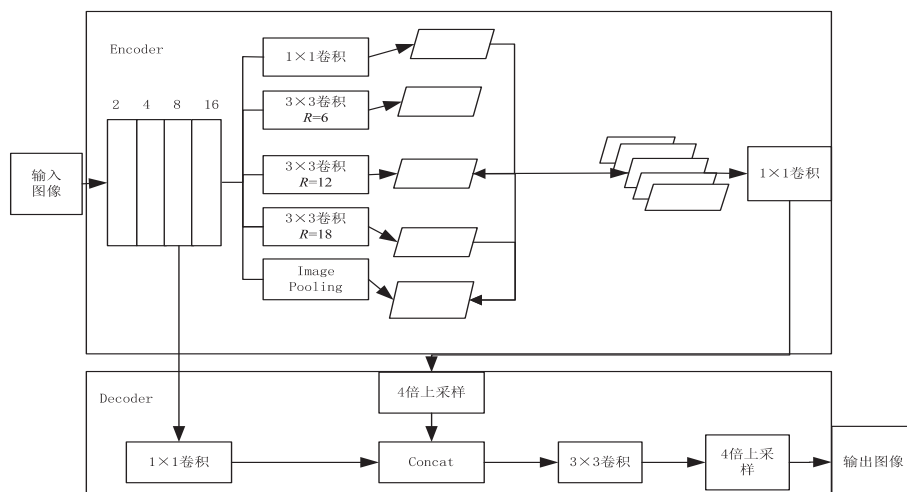 Encoder
2 4 8 16
输入
图像
1×1卷积
3×3卷积
R=6
3×3卷积
R=12
3×3卷积
R=18
Image
Pooling
1×1卷积
Decoder
4倍上采样
1×1卷积
Concat
3×3卷积
4倍上采
样
输出图像